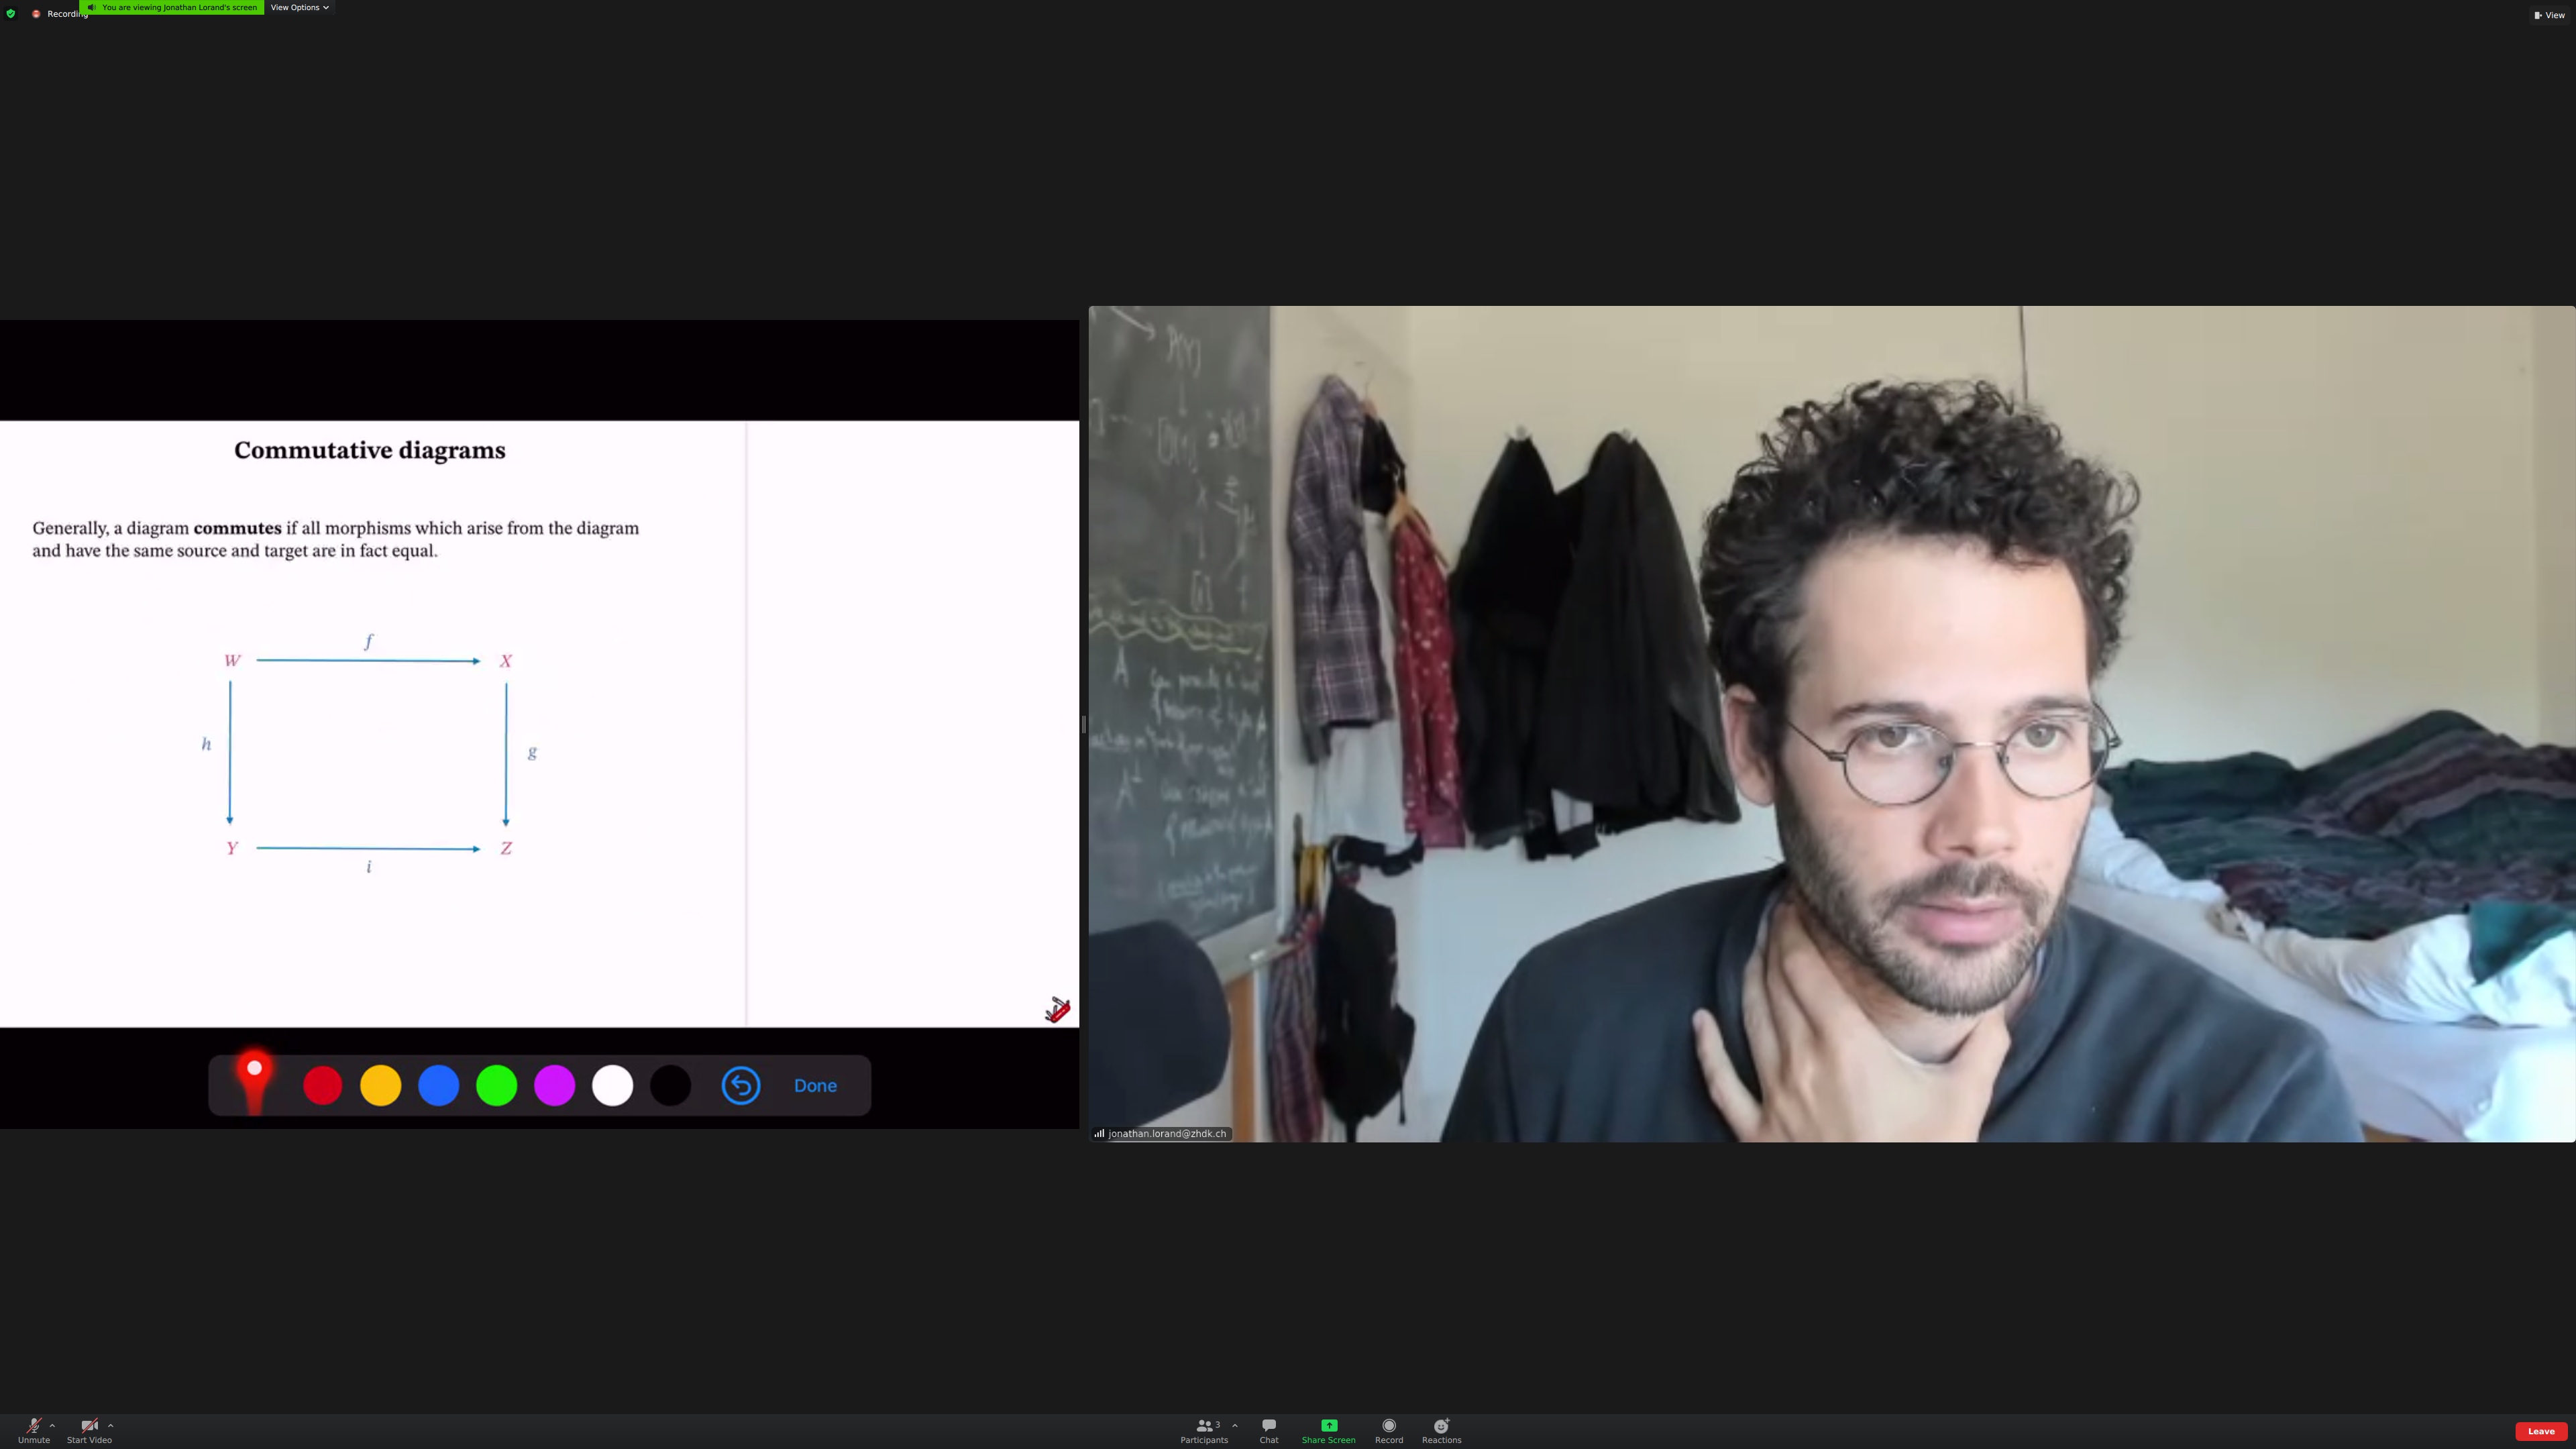 Recording
You are viewing Jonathan Lorand's screen
View Options
View
Commutative diagrams
Generally, a diagram commutes if all morphisms which arise from the diagram
and have the same source and target are in fact equal.
f
W
X
h
g
Y
Z
i
Done
P(Y)
A
jonathan.lorand@zhdk.ch
Unmute
Start Video
Participants
3
Chat
Share Screen
Record
Reactions
Leave